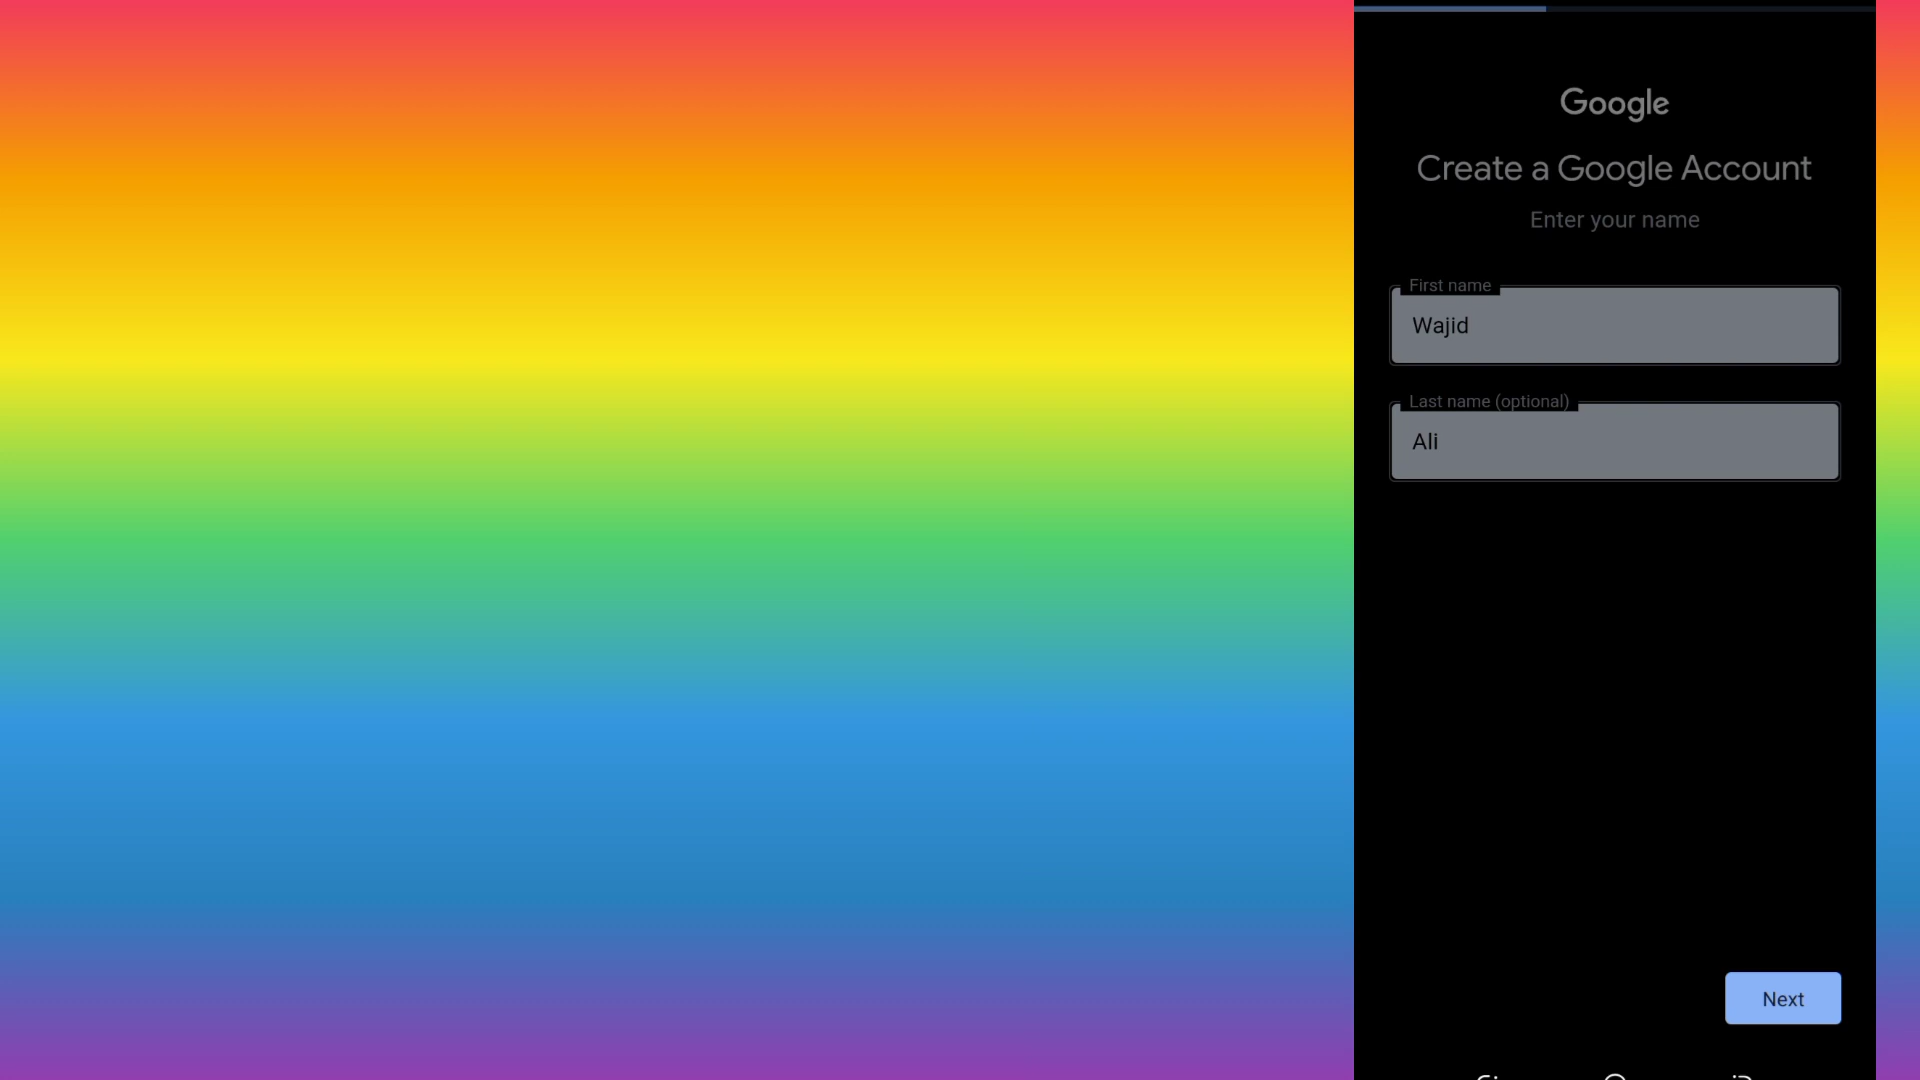 Google
Create a Google Account
Enter your name
First name
Wajid
Last name (optional)
Ali
Next